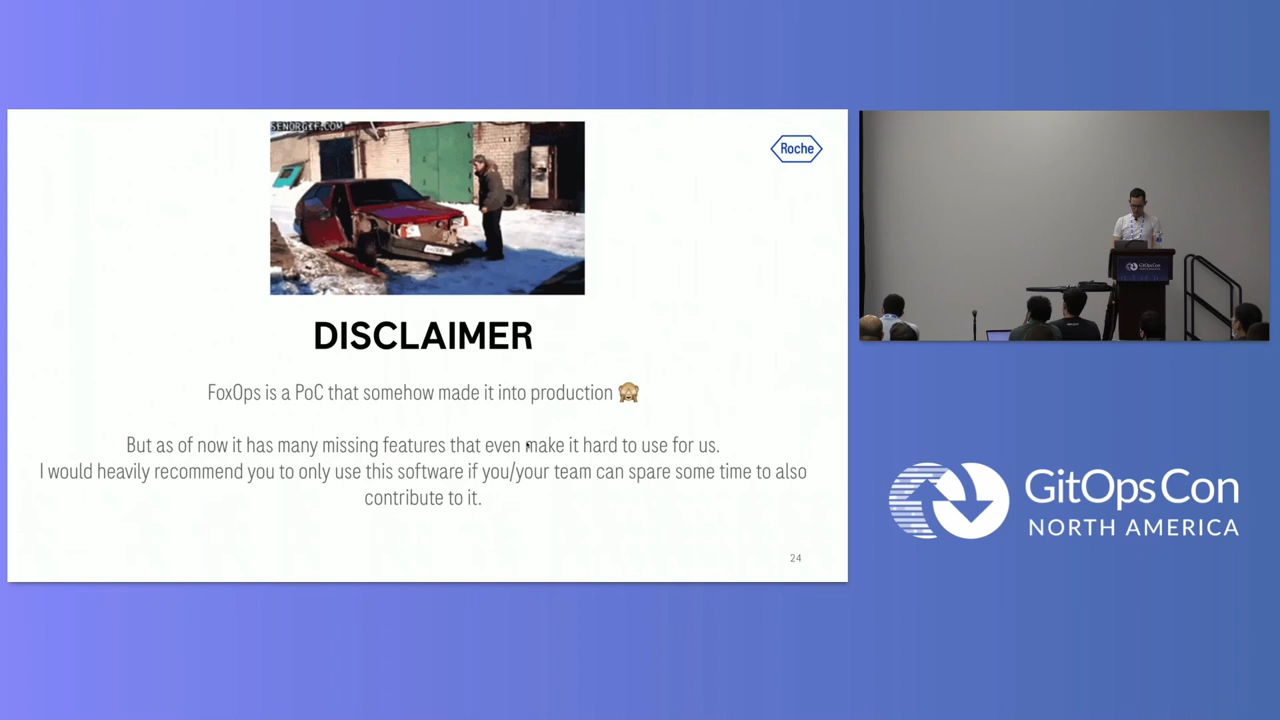 SENORGIF.COM
Roche
DISCLAIMER
FoxOps is a PoC that somehow made it into production 🙈
But as of now it has many missing features that even make it hard to use for us.
I would heavily recommend you to only use this software if you/your team can spare some time to also
contribute to it.
24
GitOpsCon
GitOpsCon
NORTH AMERICA